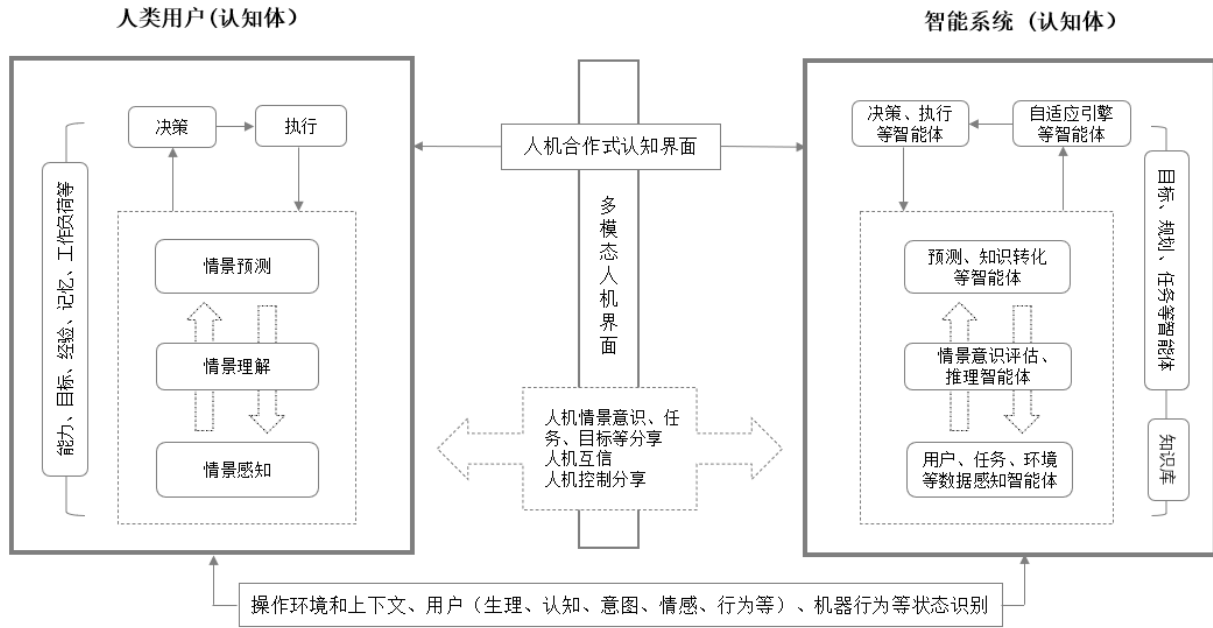 人类用户(认知体)
智能系统 (认知体)
决策
执行
能力、目标、经验、记忆、工作负荷等
情景预测
情景理解
情景感知
人机合作式认知界面
多模态人机界面
人机情景意识、任
务、目标等分享
人机互信
人机控制分享
决策、执行
等智能体
自适应引擎
等智能体
预测、知识转化
等智能体
情景意识评估、
推理智能体
用户、任务、环境
等数据感知智能体
目标、规划、任务等智能体
知识库
操作环境和上下文、用户（生理、认知、意图、情感、行为等）、机器行为等状态识别